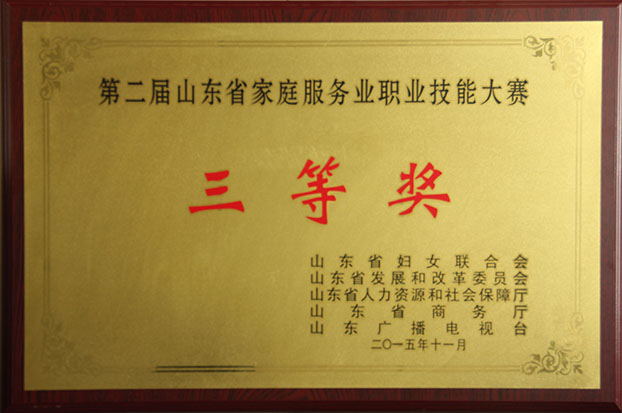 第二届山东省家庭服务业职业技能大赛
三等奖
山东省妇女联合会
山东省发展和改革委员会
山东省人力资源和社会保障厅
山东省商务厅
山东广播电视台
二〇一五年十一月